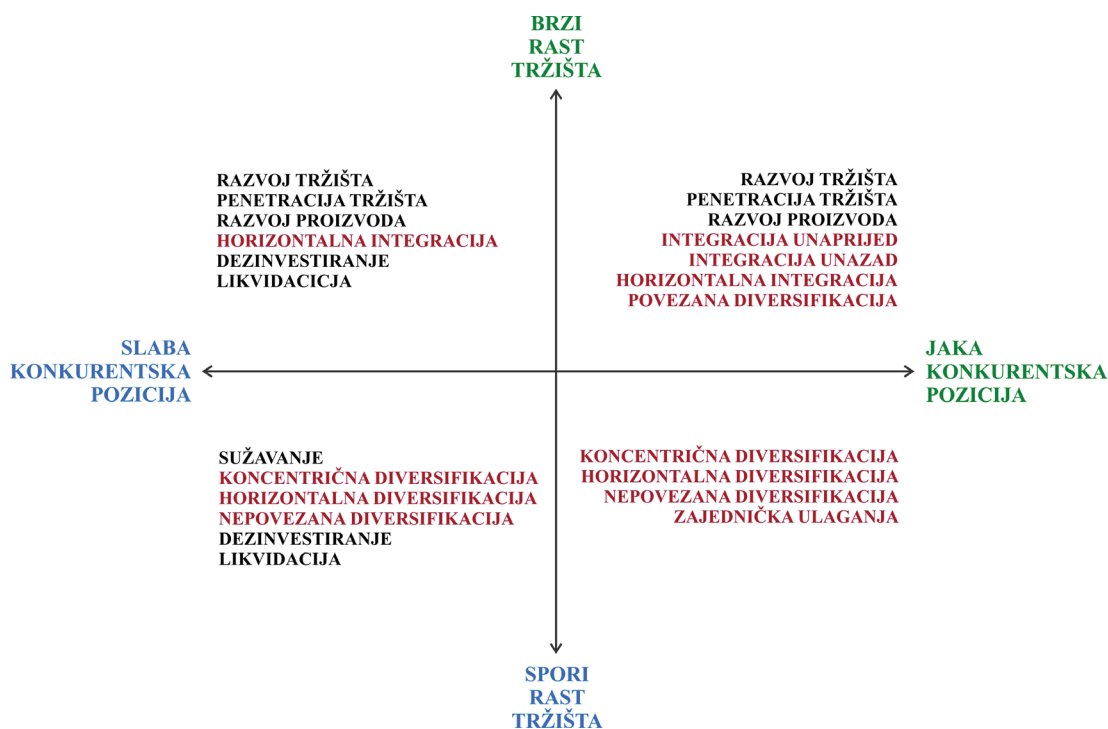 BRZI
RAST
TRŽIŠTA
RAZVOJ TRŽIŠTA
PENETRACIJA TRŽIŠTA
RAZVOJ PROIZVODA
HORIZONTALNA INTEGRACIJA
DEZINVESTIRANJE
LIKVIDACICJA
RAZVOJ TRŽIŠTA
PENETRACIJA TRŽIŠTA
RAZVOJ PROIZVODA
INTEGRACIJA UNAPRIJED
INTEGRACIJA UNAZAD
HORIZONTALNA INTEGRACIJA
POVEZANA DIVERSIFIKACIJA
SLABA
KONKURENTSKA
POZICIJA
JAKA
KONKURENTSKA
POZICIJA
SUŽAVANJE
KONCENTRIČNA DIVERSIFIKACIJA
HORIZONTALNA DIVERSIFIKACIJA
NEPOVEZANA DIVERSIFIKACIJA
DEZINVESTIRANJE
LIKVIDACIJA
KONCENTRIČNA DIVERSIFIKACIJA
HORIZONTALNA DIVERSIFIKACIJA
NEPOVEZANA DIVERSIFIKACIJA
ZAJEDNIČKA ULAGANJA
SPORI
RAST
TRŽIŠTA